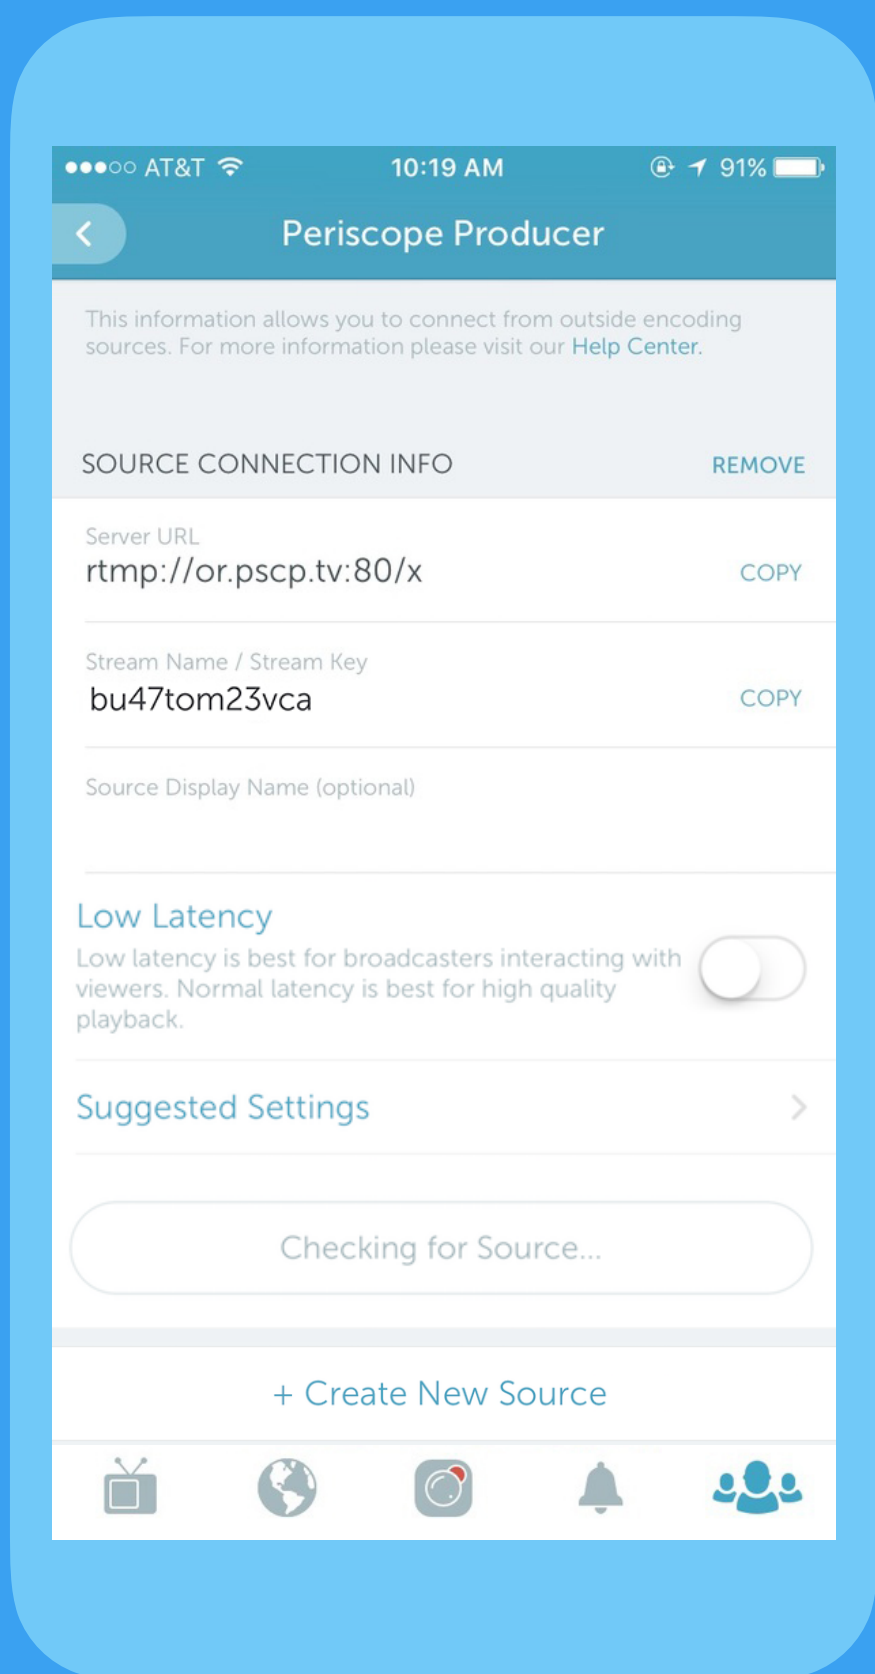 AT&T 10:19 AM 91%
Periscope Producer
This information allows you to connect from outside encoding
sources. For more information please visit our Help Center.
SOURCE CONNECTION INFO REMOVE
Server URL
rtmp://or.pscp.tv:80/x COPY
Stream Name / Stream Key
bu47tom23vca COPY
Source Display Name (optional)
Low Latency
Low latency is best for broadcasters interacting with
viewers. Normal latency is best for high quality
playback.
Suggested Settings
Checking for Source...
+ Create New Source